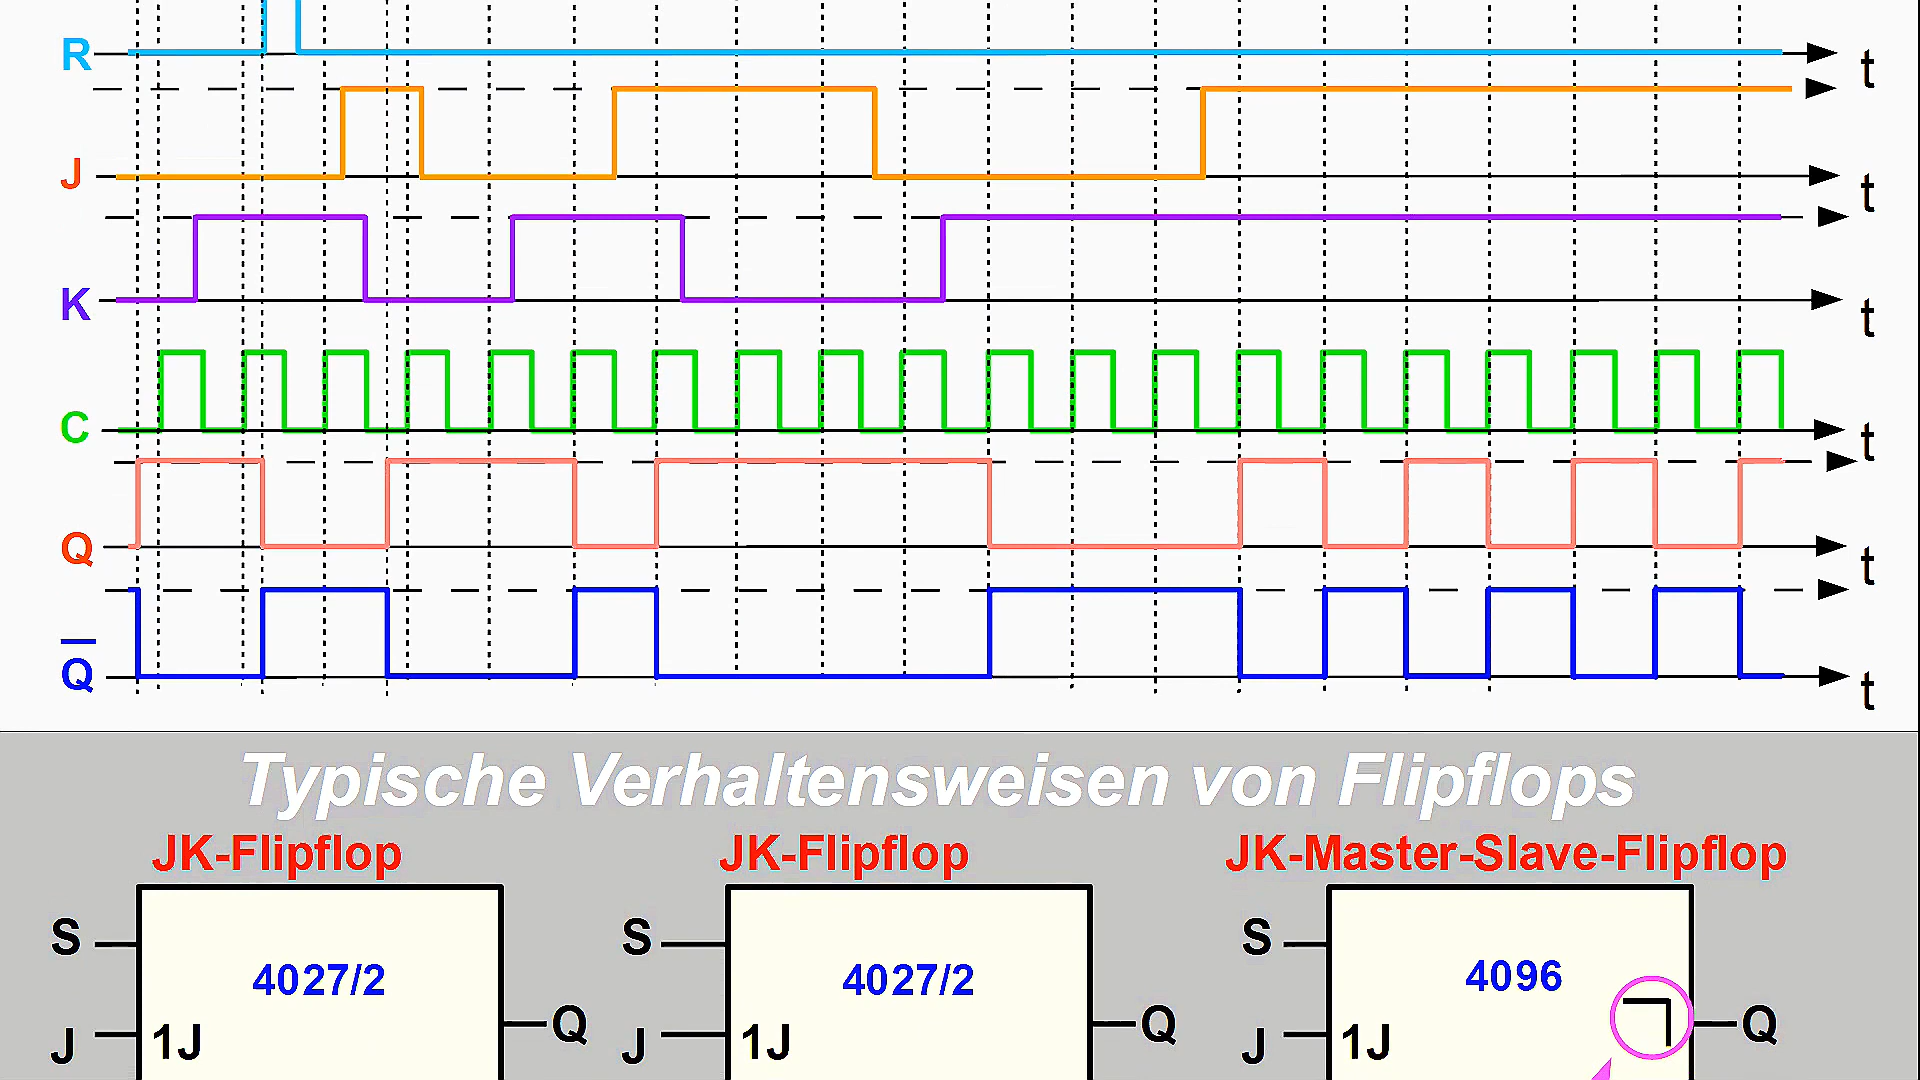 R t
J t
K t
C t
Q t
Q̅ t
Typische Verhaltensweisen von Flipflops
JK-Flipflop JK-Flipflop JK-Master-Slave-Flipflop
S 4027/2 S 4027/2 S 4096
J 1J Q J 1J Q J 1J Q